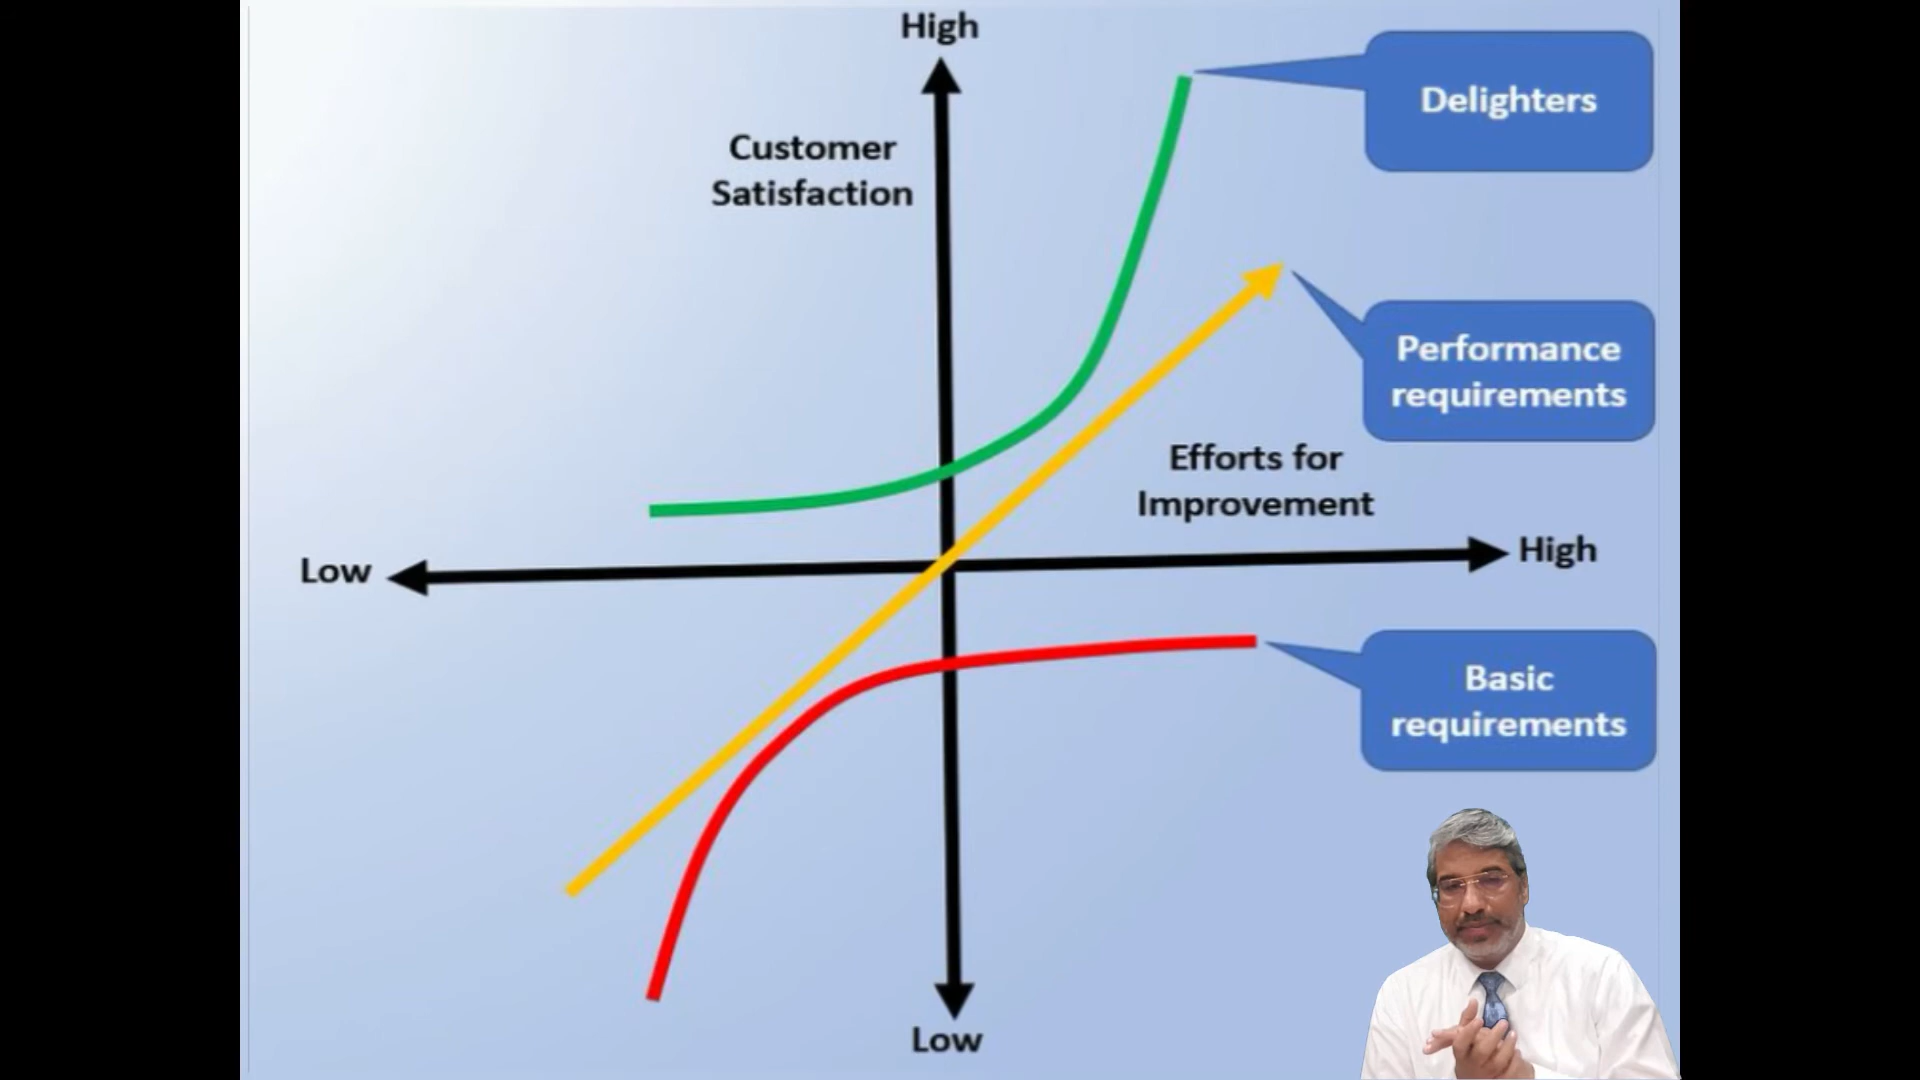 High
Delighters
Customer
Satisfaction
Performance
requirements
Efforts for
Improvement
Low
High
Basic
requirements
Low